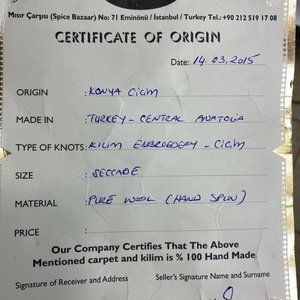 Mısır Çarşısı (Spice Bazaar) No: 71 Eminönü / İstanbul / Turkey Tel.: +90 212 519 17 08
CERTIFICATE OF ORIGIN
Date: 14.03.2015
ORIGIN : KONYA Cicim
MADE IN : TURKEY - CENTRAL ANATOLIA
TYPE OF KNOTS: KILIM EMBROEDERY - Cicim
SIZE : SECCADE
MATERIAL : PURE WOOL (HAND SPUN)
PRICE :
Our Company Certifies That The Above
Mentioned carpet and kilim is % 100 Hand Made
Signature of Receiver and Address Seller's Signature Name and Surname